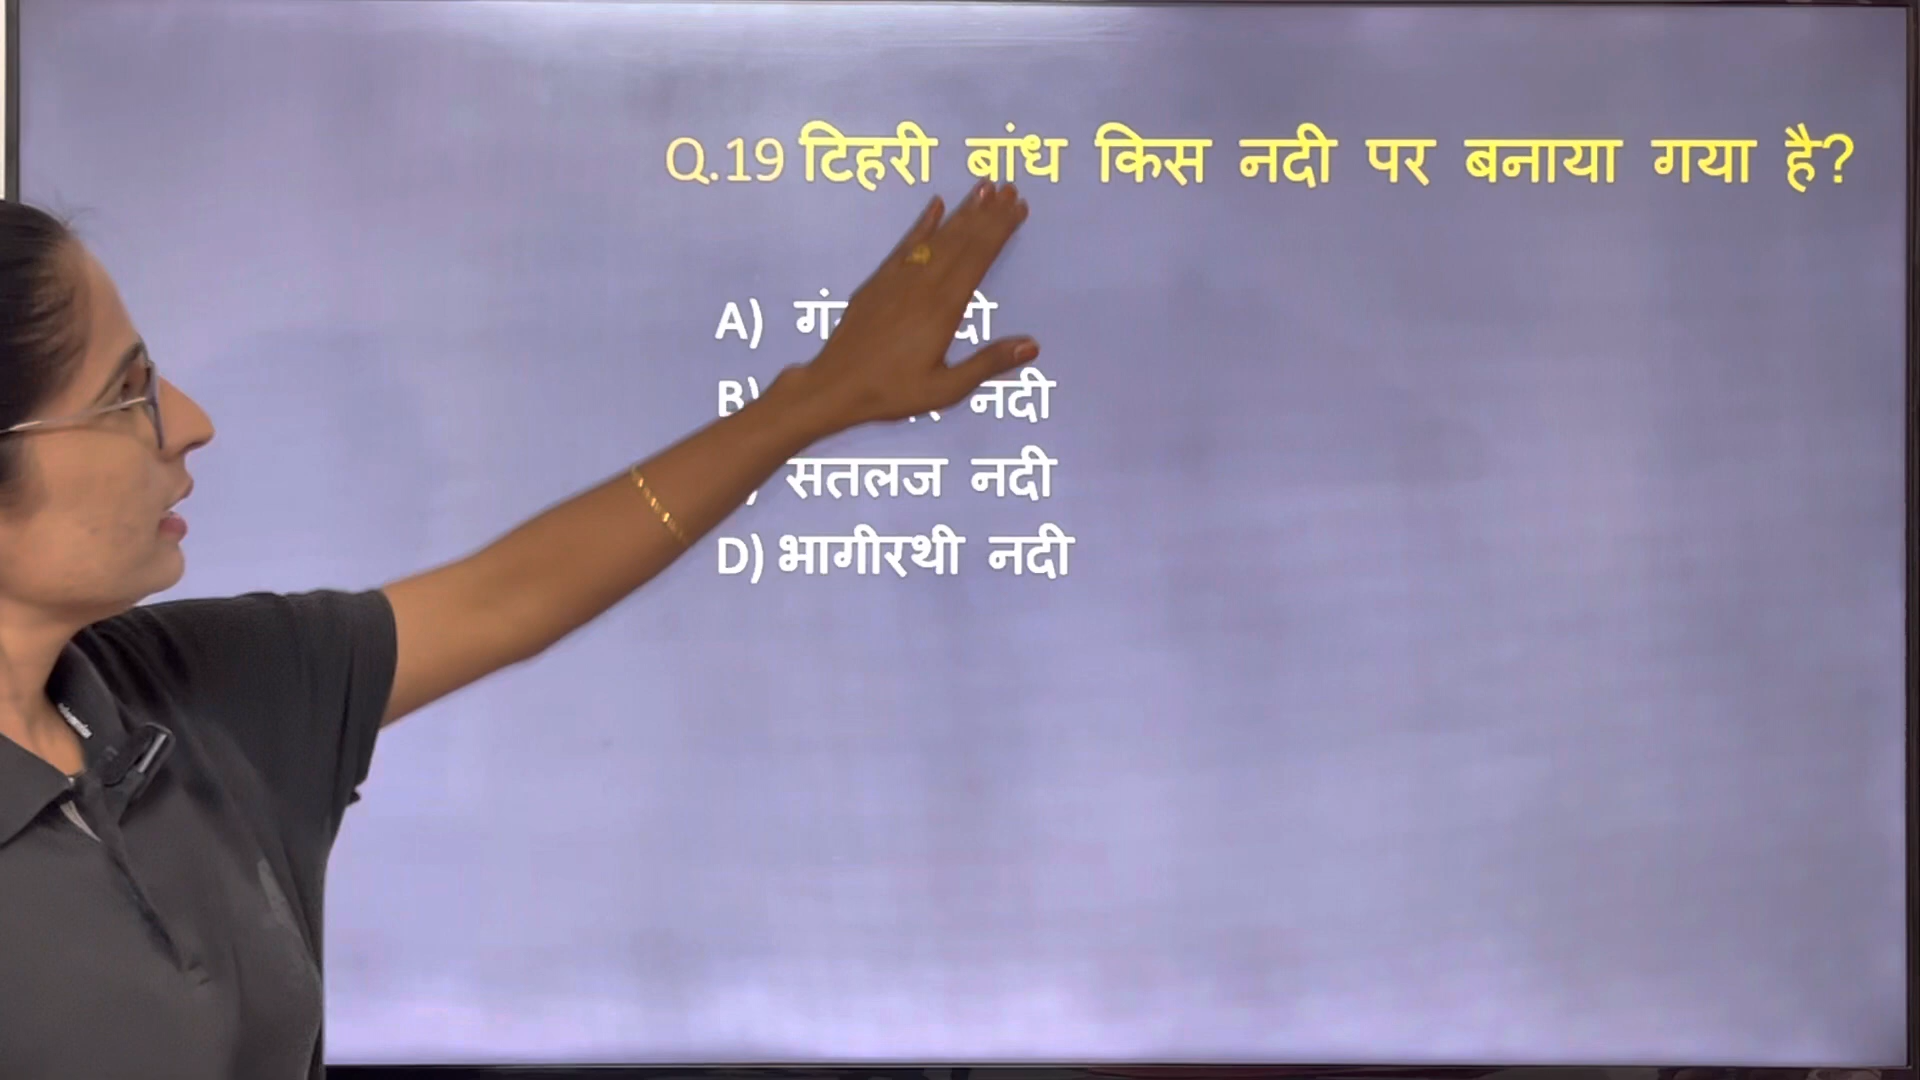 Q.19 टिहरी बांध किस नदी पर बनाया गया है?
A)
B) नदी
सतलज नदी
D) भागीरथी नदी